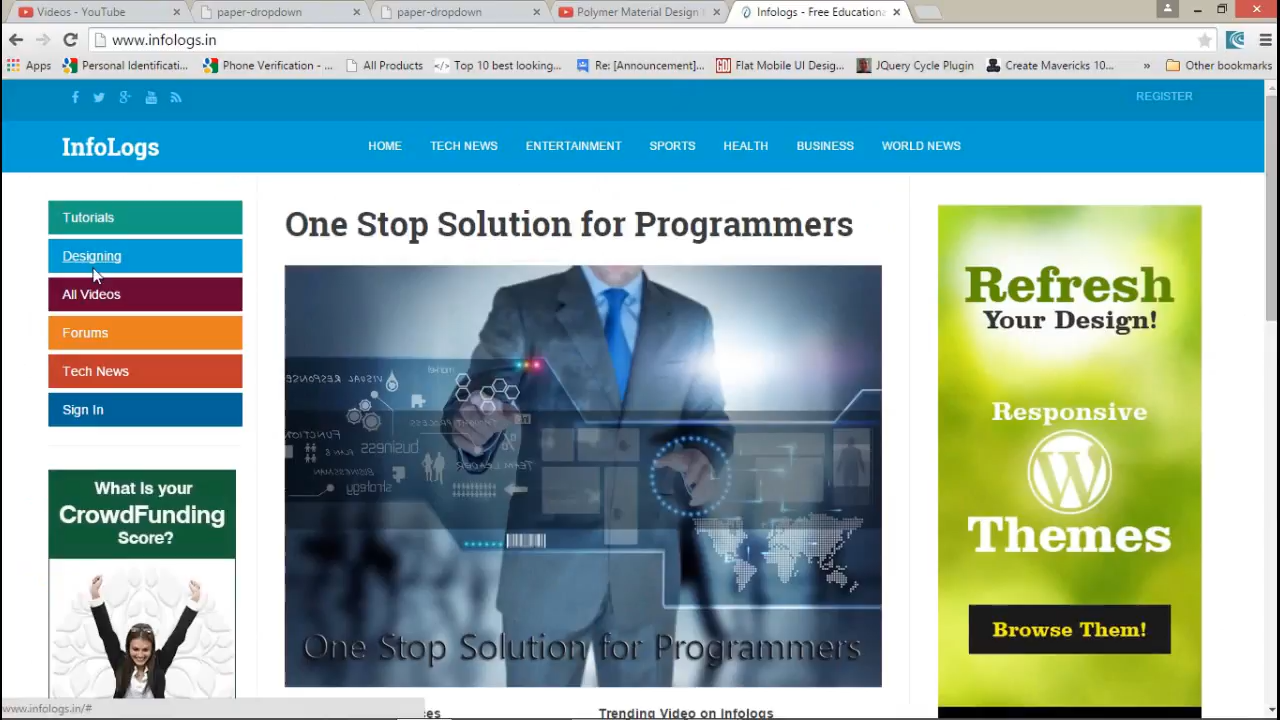 Videos - YouTube
paper-dropdown
paper-dropdown
Polymer Material Design
Infologs - Free Educationa
www.infologs.in
Apps
Personal Identificati...
Phone Verification - ...
All Products
Top 10 best looking...
Re: [Announcement]...
Flat Mobile UI Desig...
JQuery Cycle Plugin
Create Mavericks 10...
»
Other bookmarks
REGISTER
InfoLogs
HOME
TECH NEWS
ENTERTAINMENT
SPORTS
HEALTH
BUSINESS
WORLD NEWS
Tutorials
Designing
All Videos
Forums
Tech News
Sign In
What Is your
CrowdFunding
Score?
One Stop Solution for Programmers
One Stop Solution for Programmers
Refresh
Your Design!
Responsive
Themes
Browse Them!
www.infologs.in/#
Trending Video on Infologs